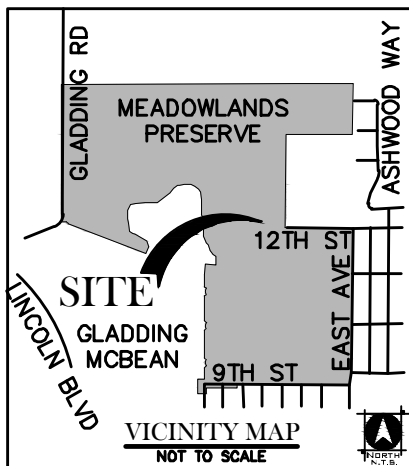 GLADDING RD
MEADOWLANDS
PRESERVE
ASHWOOD WAY
12TH ST
SITE
EAST AVE
LINCOLN BLVD
GLADDING
MCBEAN
9TH ST
VICINITY MAP
NOT TO SCALE
NORTH
N.T.S.